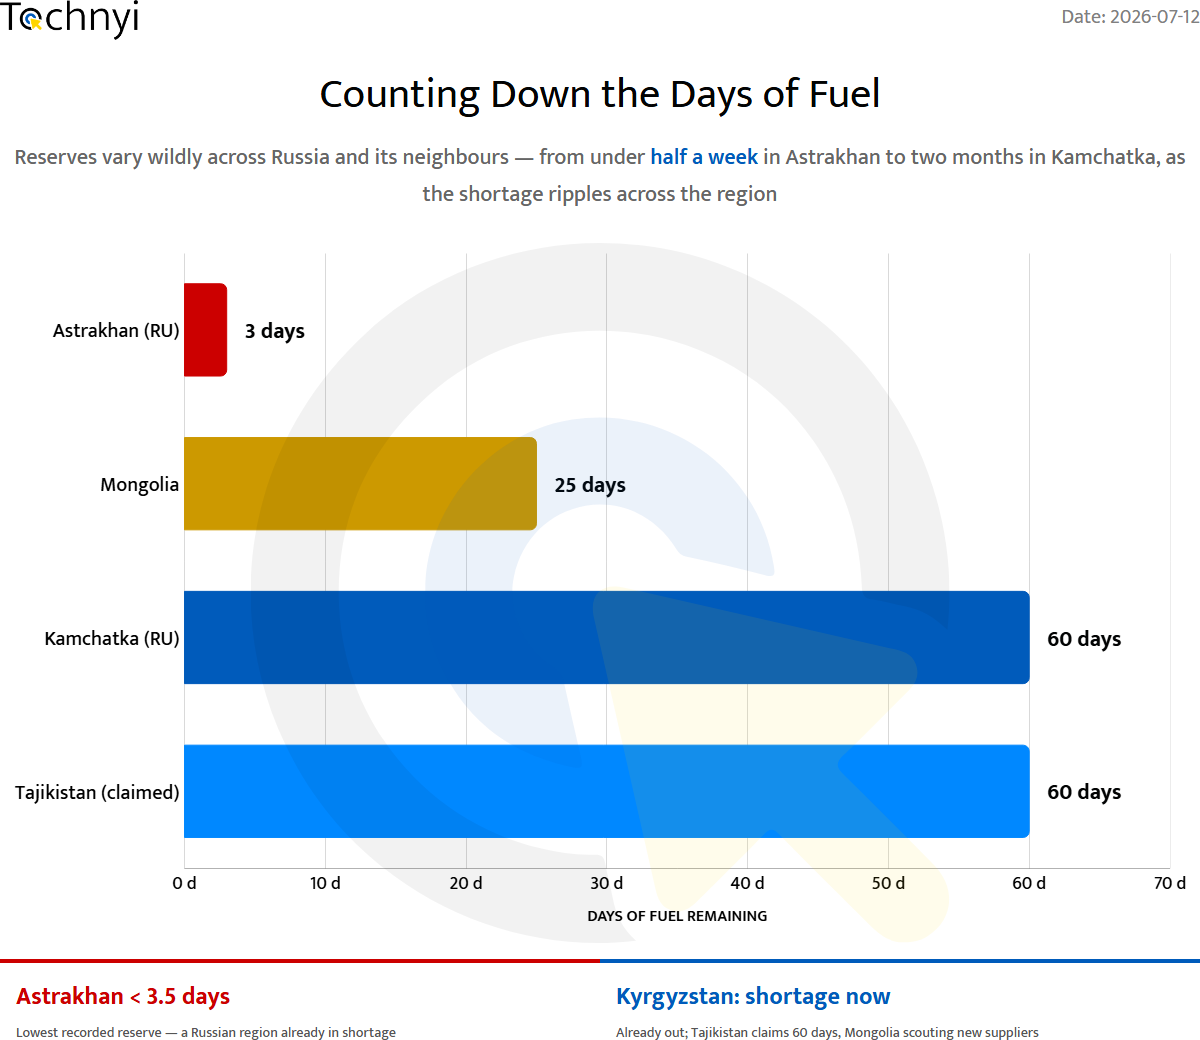 Tochnyi
Date: 2026-07-12
Counting Down the Days of Fuel
Reserves vary wildly across Russia and its neighbours — from under half a week in Astrakhan to two months in Kamchatka, as
the shortage ripples across the region
Astrakhan (RU)
3 days
Mongolia
25 days
Kamchatka (RU)
60 days
Tajikistan (claimed)
60 days
0 d 10 d 20 d 30 d 40 d 50 d 60 d 70 d
DAYS OF FUEL REMAINING
Astrakhan < 3.5 days
Lowest recorded reserve — a Russian region already in shortage
Kyrgyzstan: shortage now
Already out; Tajikistan claims 60 days, Mongolia scouting new suppliers